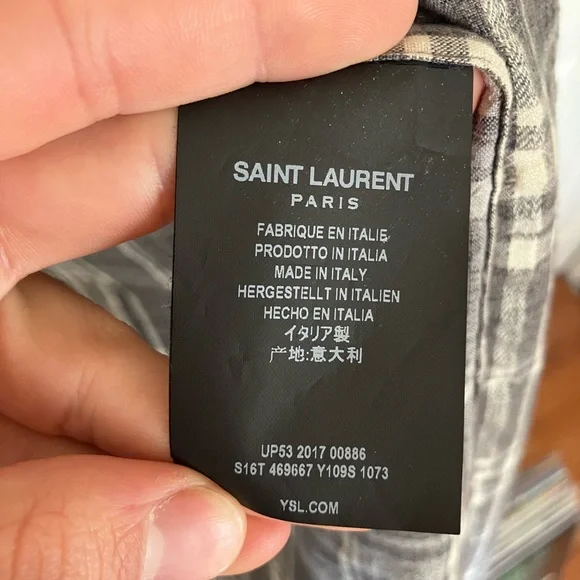 SAINT LAURENT
PARIS
FABRIQUE EN ITALIE
PRODOTTO IN ITALIA
MADE IN ITALY
HERGESTELLT IN ITALIEN
HECHO EN ITALIA
イタリア製
产地:意大利
UP53 2017 00886
S16T 469667 Y109S 1073
YSL.COM